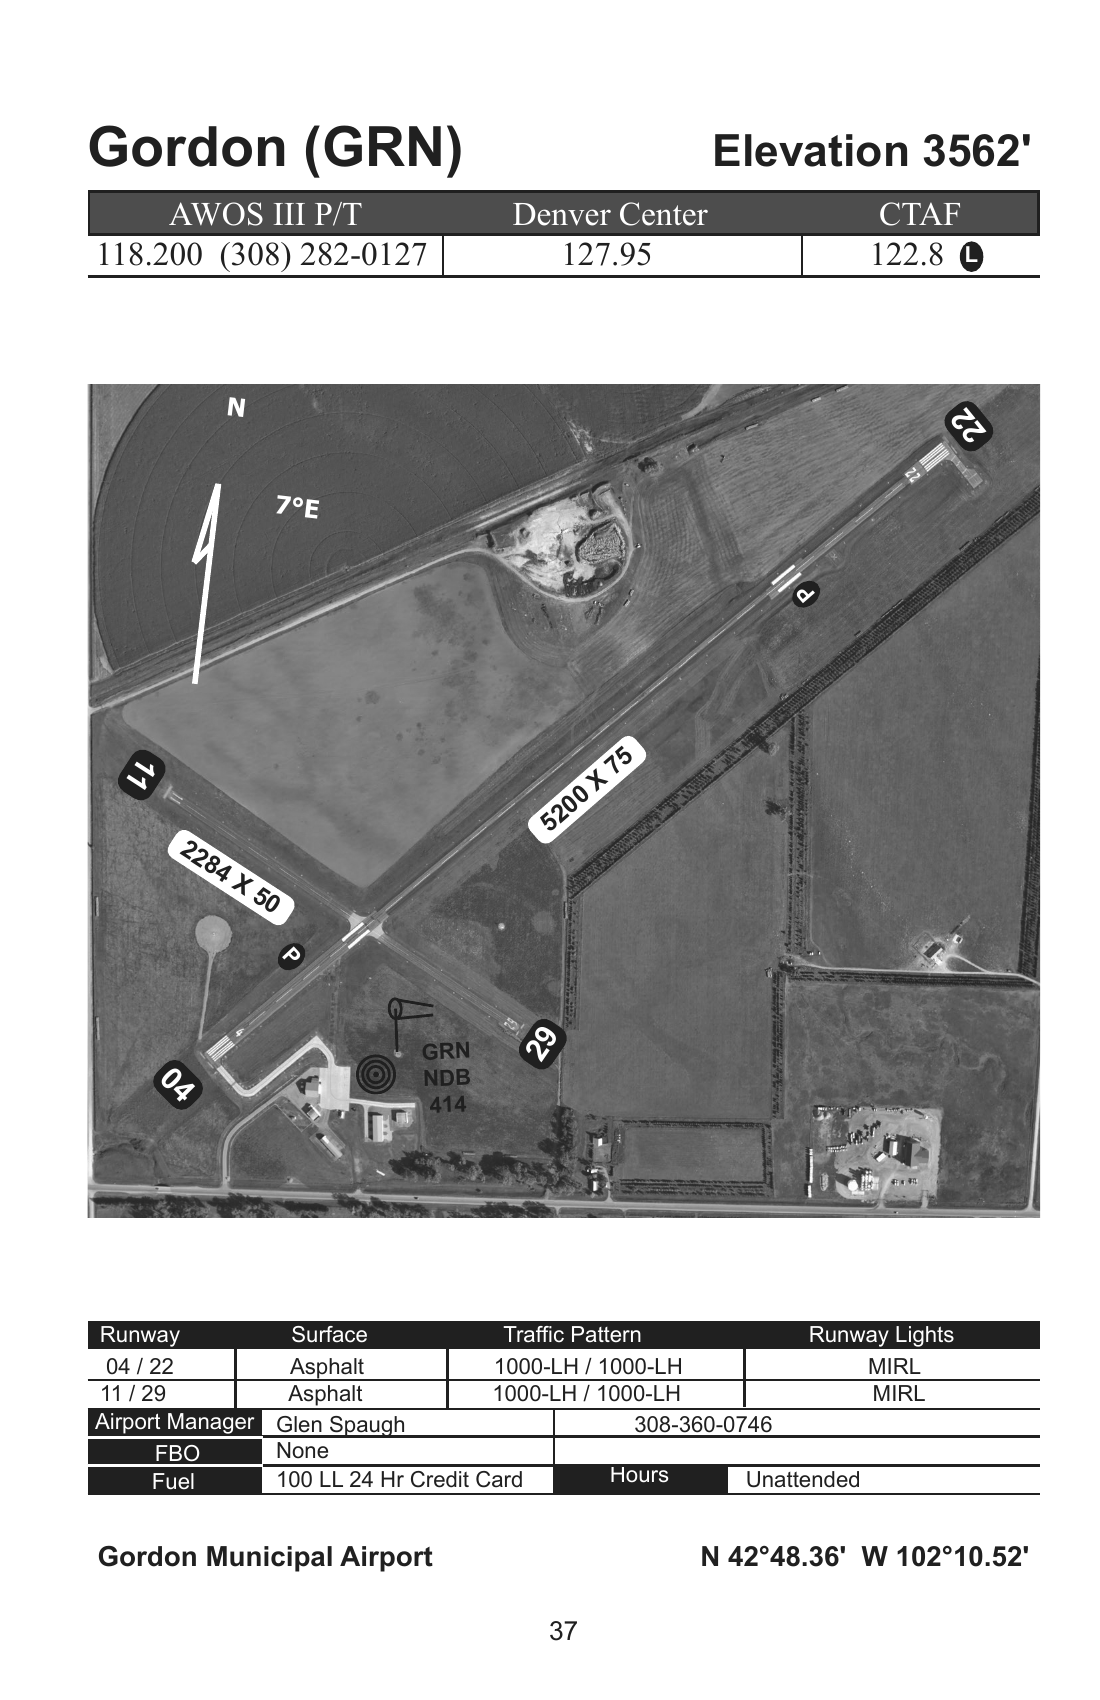 Gordon (GRN) Elevation 3562'
AWOS III P/T Denver Center CTAF
118.200 (308) 282-0127 127.95 122.8 L
N
22
7°E
22
P
11
5200 X 75
2284 X 50
P
4
29
GRN
NDB
414
04
Runway Surface Traffic Pattern Runway Lights
04 / 22 Asphalt 1000-LH / 1000-LH MIRL
11 / 29 Asphalt 1000-LH / 1000-LH MIRL
Airport Manager Glen Spaugh 308-360-0746
FBO None
Fuel 100 LL 24 Hr Credit Card Hours Unattended
Gordon Municipal Airport N 42°48.36' W 102°10.52'
37